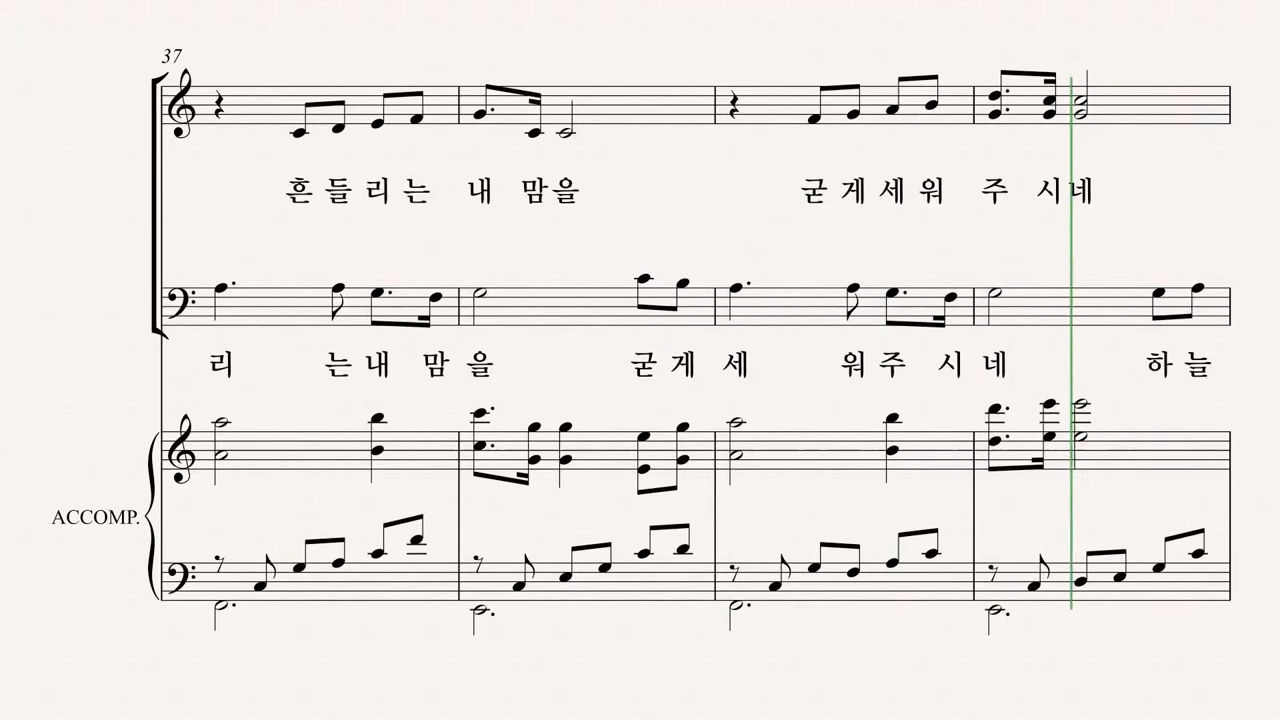 37
흔들리는 내 맘을 굳게세워 주 시네
리 는내 맘 을 굳게 세 워주 시 네 하늘
ACCOMP.